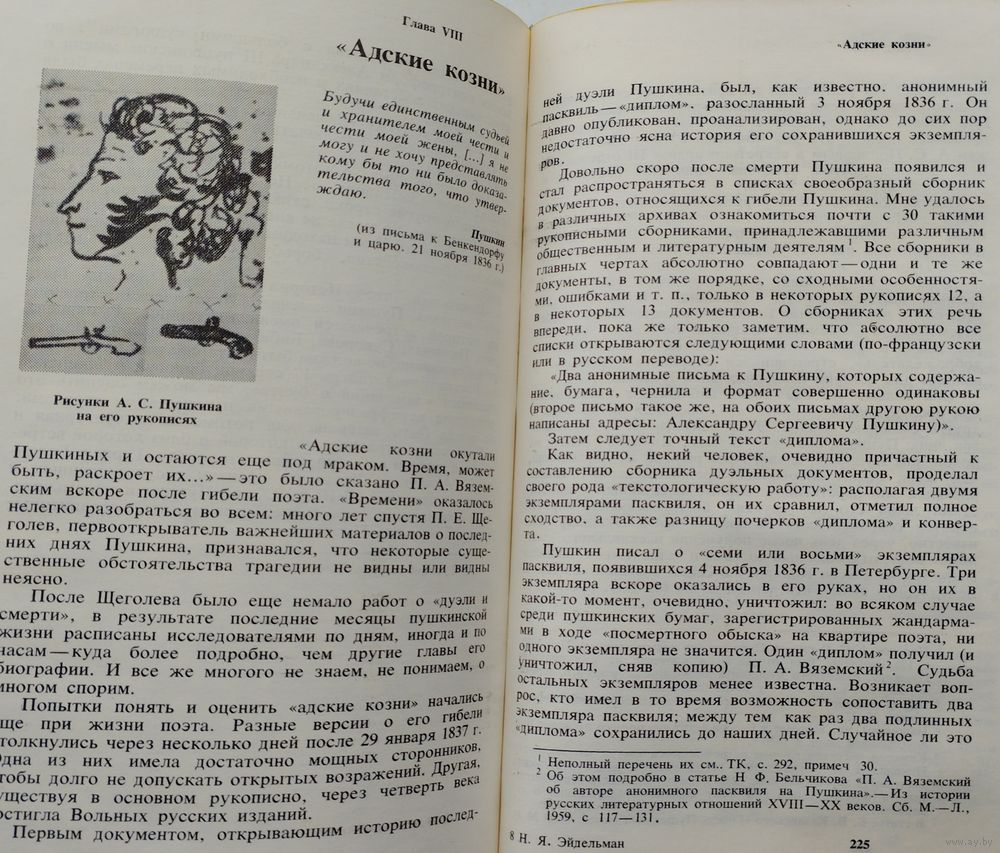 Глава VIII
«Адские козни»
Будучи единственным судьей
и хранителем моей чести и
чести моей жены, [...] я не
могу и не хочу представлять
кому бы то ни было доказа-
тельства того, что утвер-
ждаю.
Пушкин
(из письма к Бенкендорфу
и царю, 21 ноября 1836 г.)
Рисунки А. С. Пушкина
на его рукописях
«Адские козни окутали
Пушкиных и остаются еще под мраком. Время, может
быть, раскроет их...» — это было сказано П. А. Вязем-
ским вскоре после гибели поэта. «Времени» оказалось
нелегко разобраться во всем: много лет спустя П. Е. Ще-
голев, первооткрыватель важнейших материалов о послед-
них днях Пушкина, признавался, что некоторые суще-
ственные обстоятельства трагедии не видны или видны
неясно.
После Щеголева было еще немало работ о «дуэли и
смерти», в результате последние месяцы пушкинской
жизни расписаны исследователями по дням, иногда и по
часам — куда более подробно, чем другие главы его
биографии. И все же многого не знаем, не понимаем, о
многом спорим.
Попытки понять и оценить «адские козни» начались
еще при жизни поэта. Разные версии о его гибели
столкнулись через несколько дней после 29 января 1837 г.
Одна из них имела достаточно мощных сторонников,
чтобы долго не допускать открытых возражений. Другая,
существуя в основном рукописно, через четверть века
достигла Вольных русских изданий.
Первым документом, открывающим историю послед-
«Адские козни»
ней дуэли Пушкина, был, как известно, анонимный
пасквиль — «диплом», разосланный 3 ноября 1836 г. Он
давно опубликован, проанализирован, однако до сих пор
недостаточно ясна история его сохранившихся экземпля-
ров.
Довольно скоро после смерти Пушкина появился и
стал распространяться в списках своеобразный сборник
документов, относящихся к гибели Пушкина. Мне удалось
в различных архивах ознакомиться почти с 30 такими
рукописными сборниками, принадлежавшими различным
общественным и литературным деятелям¹. Все сборники в
главных чертах абсолютно совпадают — одни и те же
документы, в том же порядке, со сходными особенностя-
ми, ошибками и т. п., только в некоторых рукописях 12, а
в некоторых 13 документов. О сборниках этих речь
впереди, пока же только заметим, что абсолютно все
списки открываются следующими словами (по-французски
или в русском переводе):
«Два анонимные письма к Пушкину, которых содержа-
ние, бумага, чернила и формат совершенно одинаковы
(второе письмо такое же, на обоих письмах другою рукою
написаны адресы: Александру Сергеевичу Пушкину)».
Затем следует точный текст «диплома».
Как видно, некий человек, очевидно причастный к
составлению сборника дуэльных документов, проделал
своего рода «текстологическую работу»: располагая двумя
экземплярами пасквиля, он их сравнил, отметил полное
сходство, а также разницу почерков «диплома» и конвер-
та.
Пушкин писал о «семи или восьми» экземплярах
пасквиля, появившихся 4 ноября 1836 г. в Петербурге. Три
экземпляра вскоре оказались в его руках, но он их в
какой-то момент, очевидно, уничтожил: во всяком случае
среди пушкинских бумаг, зарегистрированных жандарма-
ми в ходе «посмертного обыска» на квартире поэта, ни
одного экземпляра не значится. Один «диплом» получил (и
уничтожил, сняв копию) П. А. Вяземский². Судьба
остальных экземпляров менее известна. Возникает воп-
рос, кто имел в то время возможность сопоставить два
экземпляра пасквиля; между тем как раз два подлинных
«диплома» сохранились до наших дней. Случайное ли это
¹ Неполный перечень их см.. ТК, с. 292, примеч 30.
² Об этом подробно в статье Н Ф. Бельчикова «П. А. Вяземский
об авторе анонимного пасквиля на Пушкина». — Из истории
русских литературных отношений XVIII — XX веков. Сб. М. — Л.,
1959, с 117 — 131.
8 Н. Я. Эйдельман
225
www.ay.by